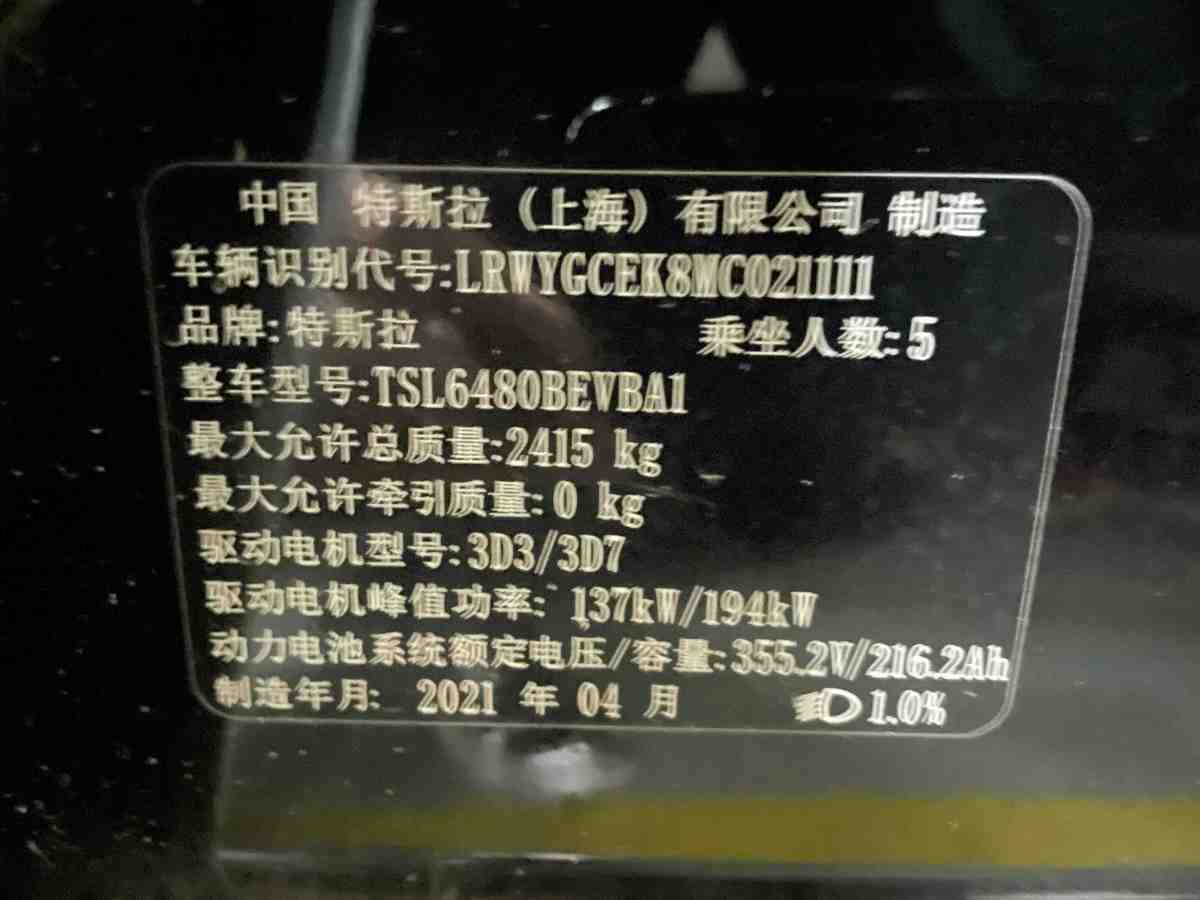 中国 特斯拉（上海）有限公司 制造
车辆识别代号:LRWYGCEK8MC021111
品牌:特斯拉 乘坐人数:5
整车型号:TSL6480BEVBA1
最大允许总质量:2415 kg
最大允许牵引质量:0 kg
驱动电机型号:3D3/3D7
驱动电机峰值功率: 137kW/194kW
动力电池系统额定电压/容量:355.2V/216.2Ah
制造年月: 2021 年 04 月 1.0%